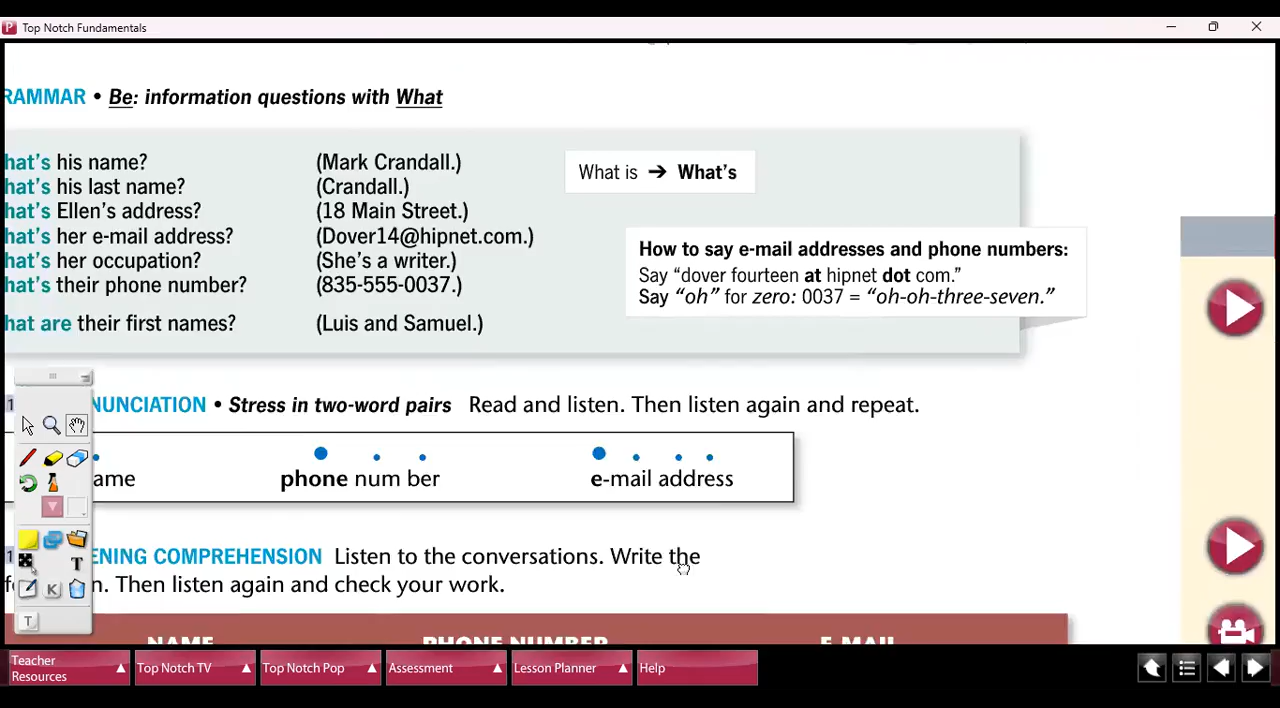 Top Notch Fundamentals
RAMMAR • Be: information questions with What
hat's his name? (Mark Crandall.)
hat's his last name? (Crandall.)
hat's Ellen's address? (18 Main Street.)
hat's her e-mail address? (Dover14@hipnet.com.)
hat's her occupation? (She's a writer.)
hat's their phone number? (835-555-0037.)
hat are their first names? (Luis and Samuel.)
What is ➔ What's
How to say e-mail addresses and phone numbers:
Say “dover fourteen at hipnet dot com.”
Say “oh” for zero: 0037 = “oh-oh-three-seven.”
1 NUNCIATION • Stress in two-word pairs Read and listen. Then listen again and repeat.
ame phone num ber e-mail address
1 ENING COMPREHENSION Listen to the conversations. Write the
n. Then listen again and check your work.
NAME PHONE NUMBER E-MAIL
T
K
T
Teacher
Resources
Top Notch TV
Top Notch Pop
Assessment
Lesson Planner
Help